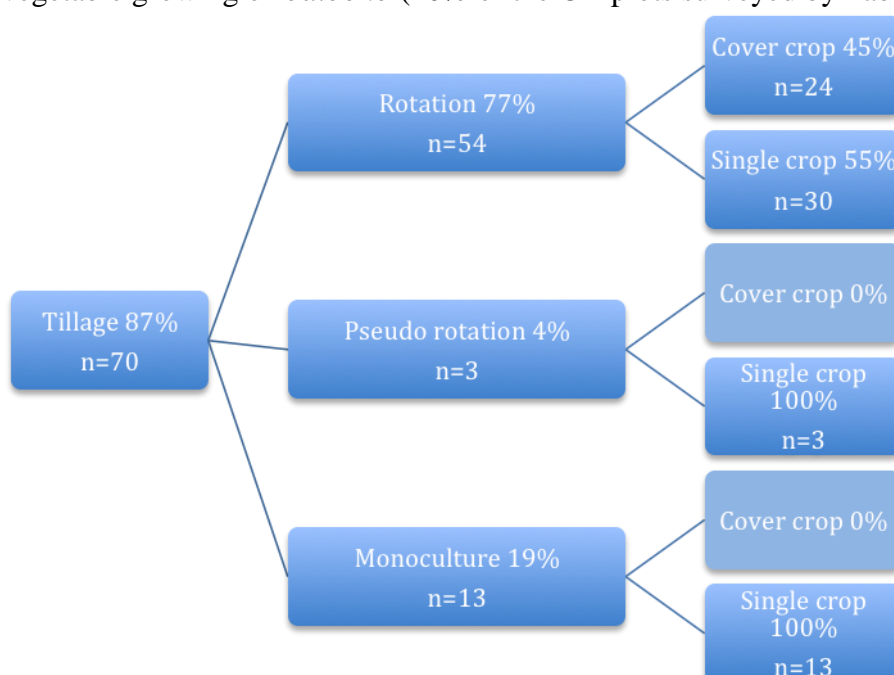 Rotation 77%
n=54
Cover crop 45%
n=24
Single crop 55%
n=30
Tillage 87%
n=70
Pseudo rotation 4%
n=3
Cover crop 0%
Single crop
100%
n=3
Monoculture 19%
n=13
Cover crop 0%
Single crop
100%
n=13